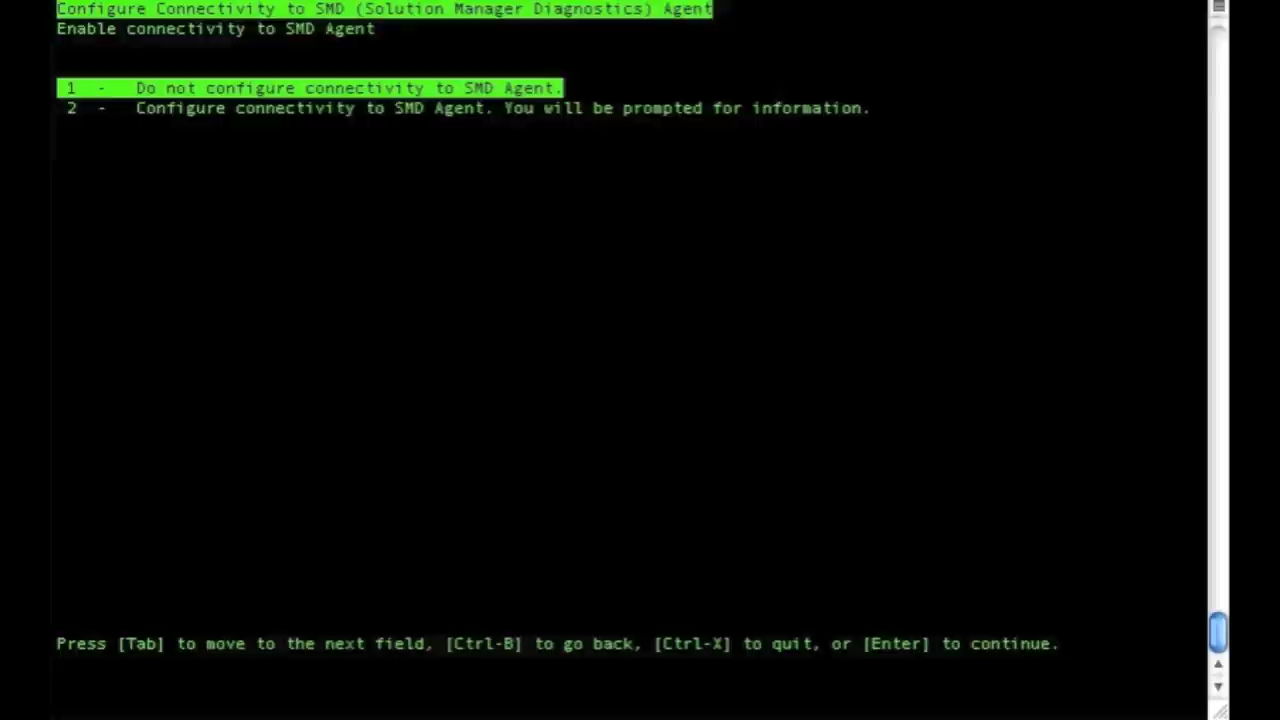 Configure Connectivity to SMD (Solution Manager Diagnostics) Agent
Enable connectivity to SMD Agent
1 - Do not configure connectivity to SMD Agent.
2 - Configure connectivity to SMD Agent. You will be prompted for information.
Press [Tab] to move to the next field, [Ctrl-B] to go back, [Ctrl-X] to quit, or [Enter] to continue.